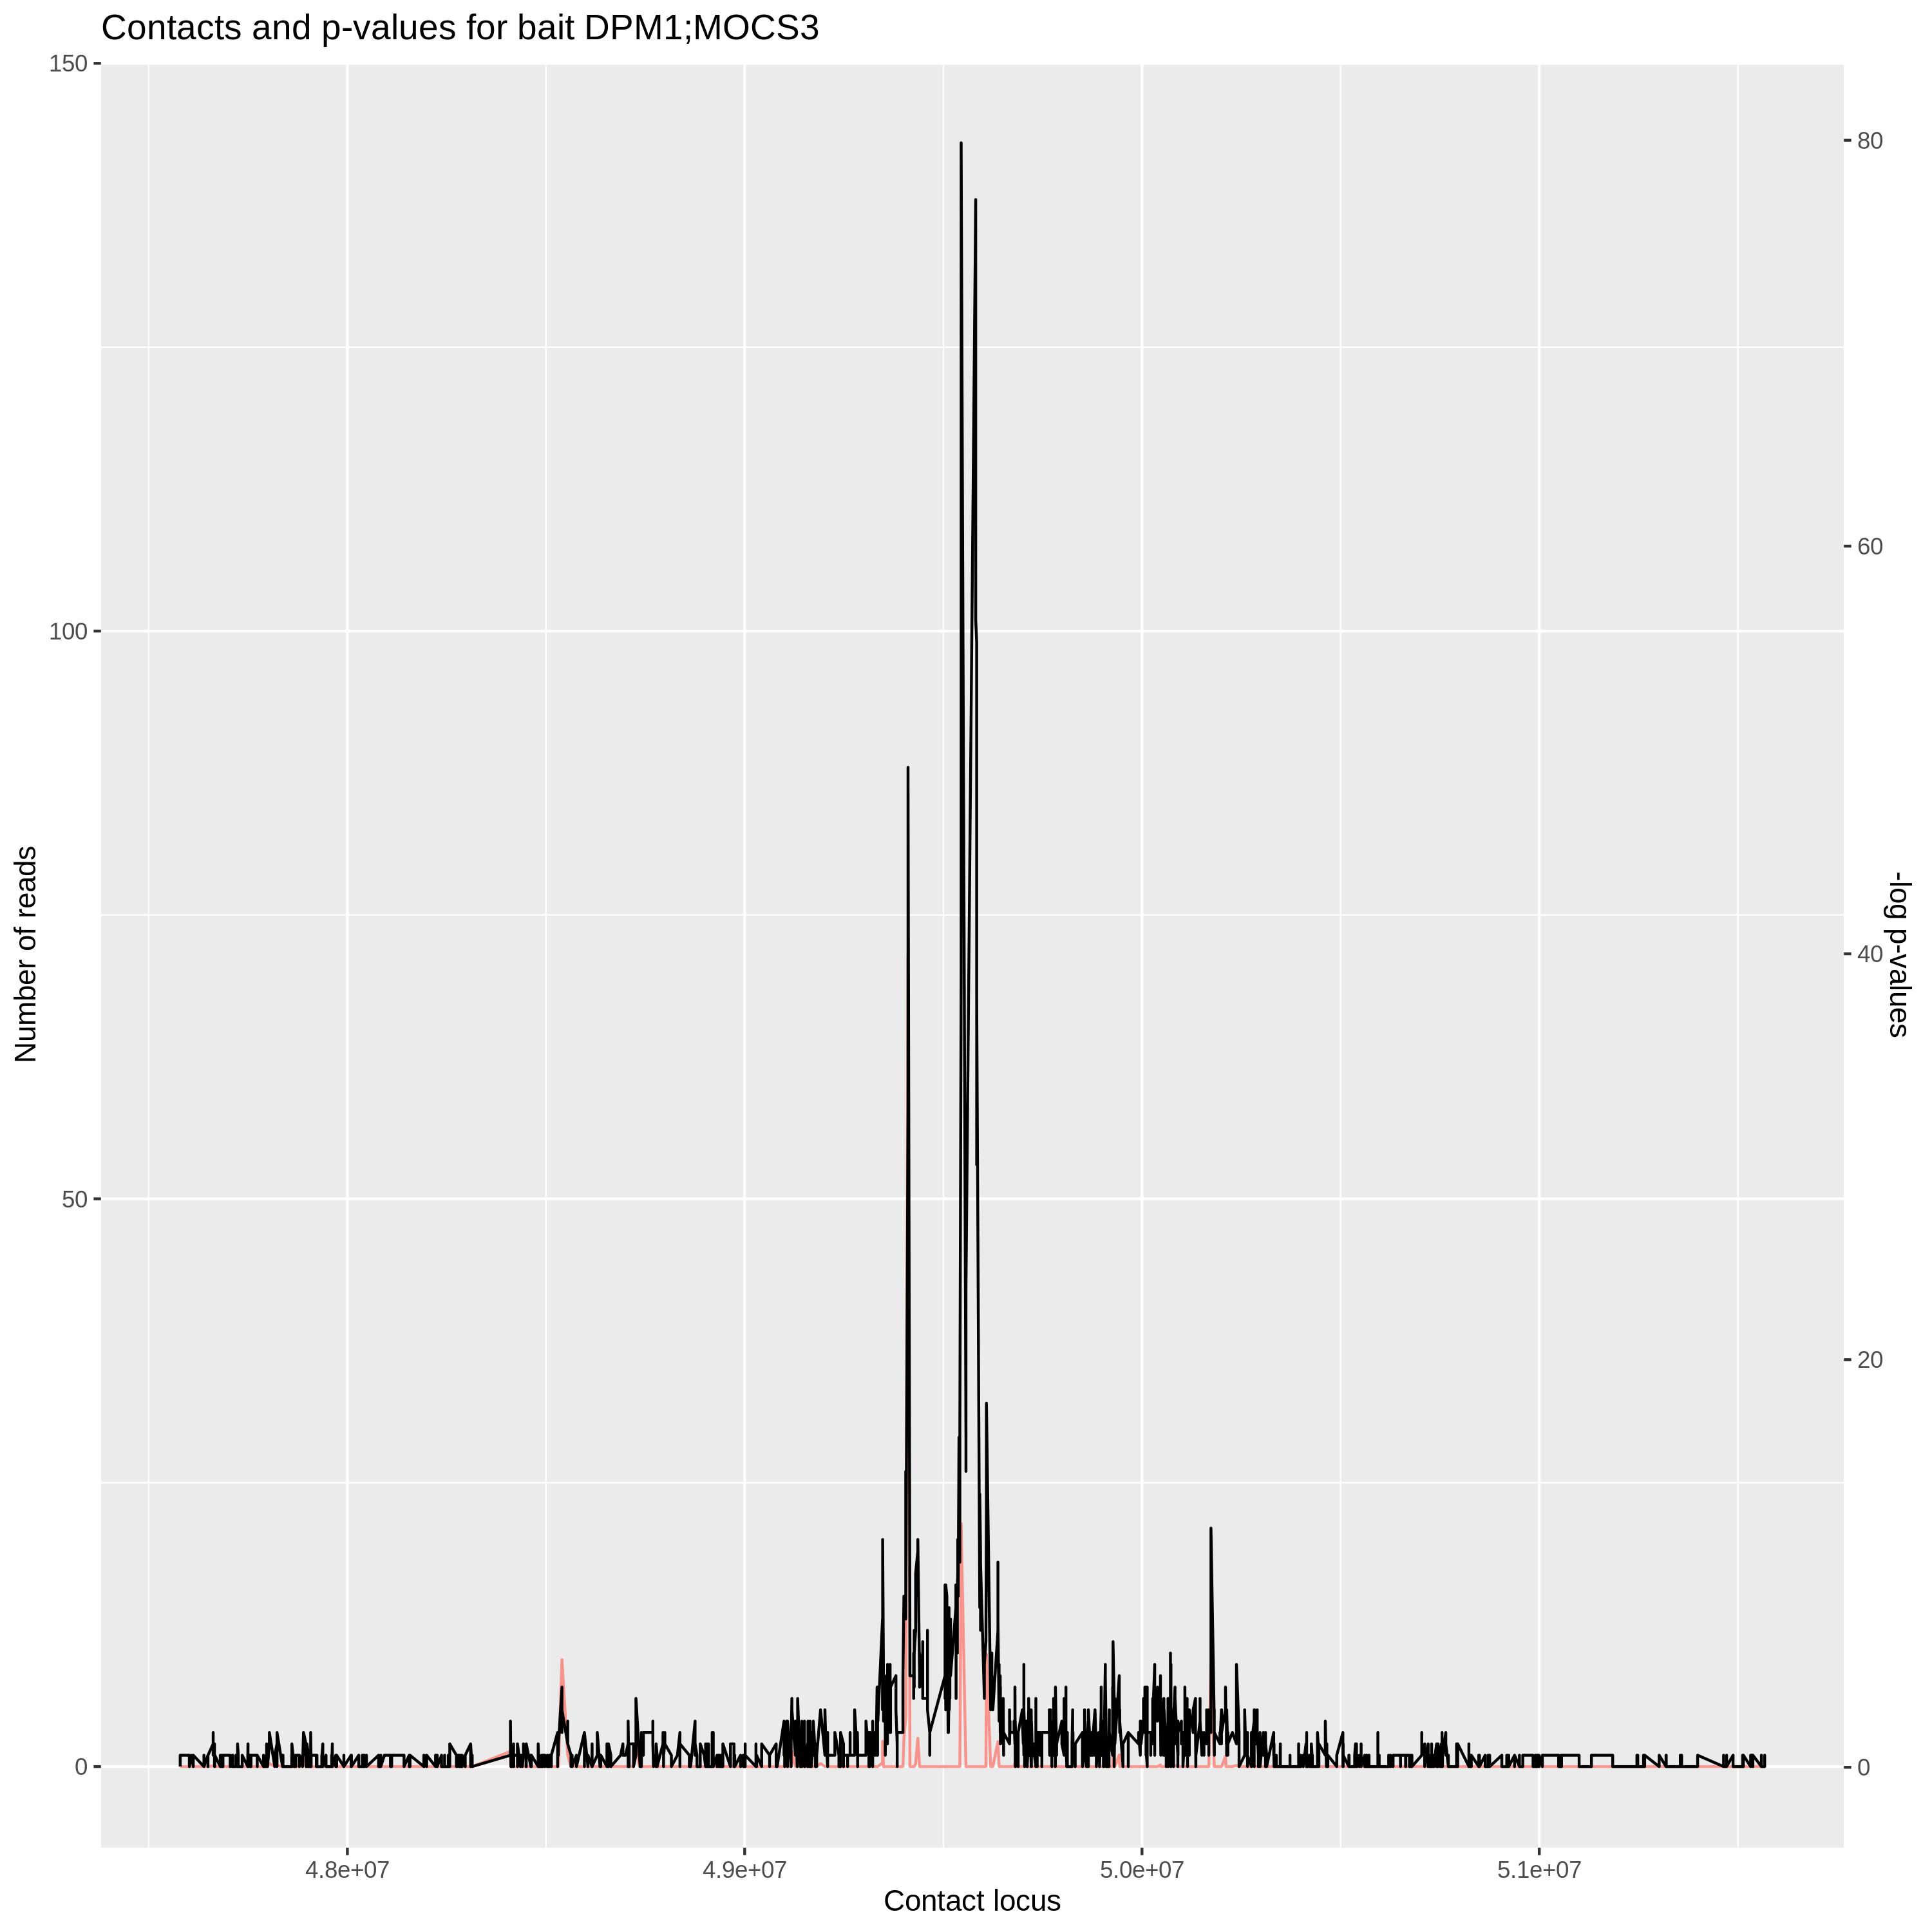 Contacts and p-values for bait DPM1;MOCS3
150
100
50
0
Number of reads
80
60
40
20
0
-log p-values
4.8e+07
4.9e+07
5.0e+07
5.1e+07
Contact locus